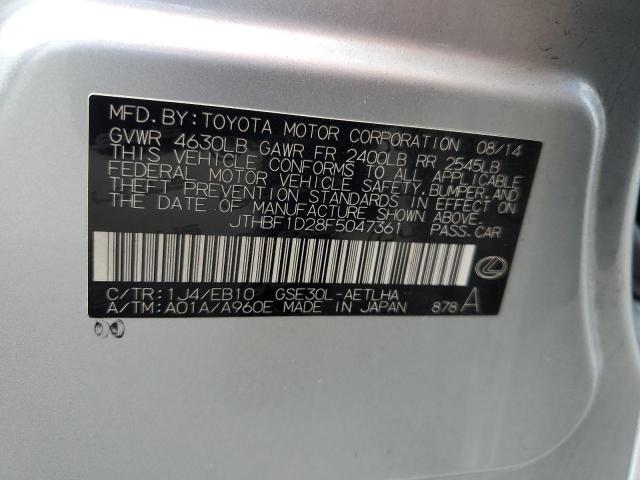 MFD.BY:TOYOTA MOTOR CORPORATION 08/14
GVWR 4630LB GAWR FR 2400LB RR 2545LB
THIS VEHICLE CONFORMS TO ALL APPLICABLE
FEDERAL MOTOR VEHICLE SAFETY,BUMPER,AND
THEFT PREVENTION STANDARDS IN EFFECT ON
THE DATE OF MANUFACTURE SHOWN ABOVE.
JTHBF1D28F5047361 PASS.CAR
C/TR:1J4/EB10 GSE30L-AETLHA
A/TM:A01A/A960E MADE IN JAPAN 878A